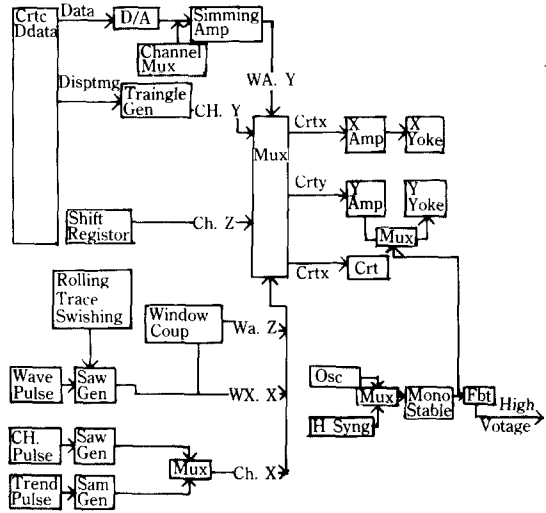 Crtc
Ddata
Data
D/A
Simming
Amp
Channel
Mux
WA. Y
Disptmg
Traingle
Gen
CH. Y
Mux
Crtx
X
Amp
X
Yoke
Crty
Y
Amp
Y
Yoke
Mux
Shift
Registor
Ch. Z
Crtx
Crt
Rolling
Trace
Swishing
Window
Coup
Wa. Z
Wave
Pulse
Saw
Gen
WX. X
Osc
Mux
Mono
Stable
Fbt
High
Votage
H Syng
CH.
Pulse
Saw
Gen
Mux
Ch. X
Trend
Pulse
Sam
Gen